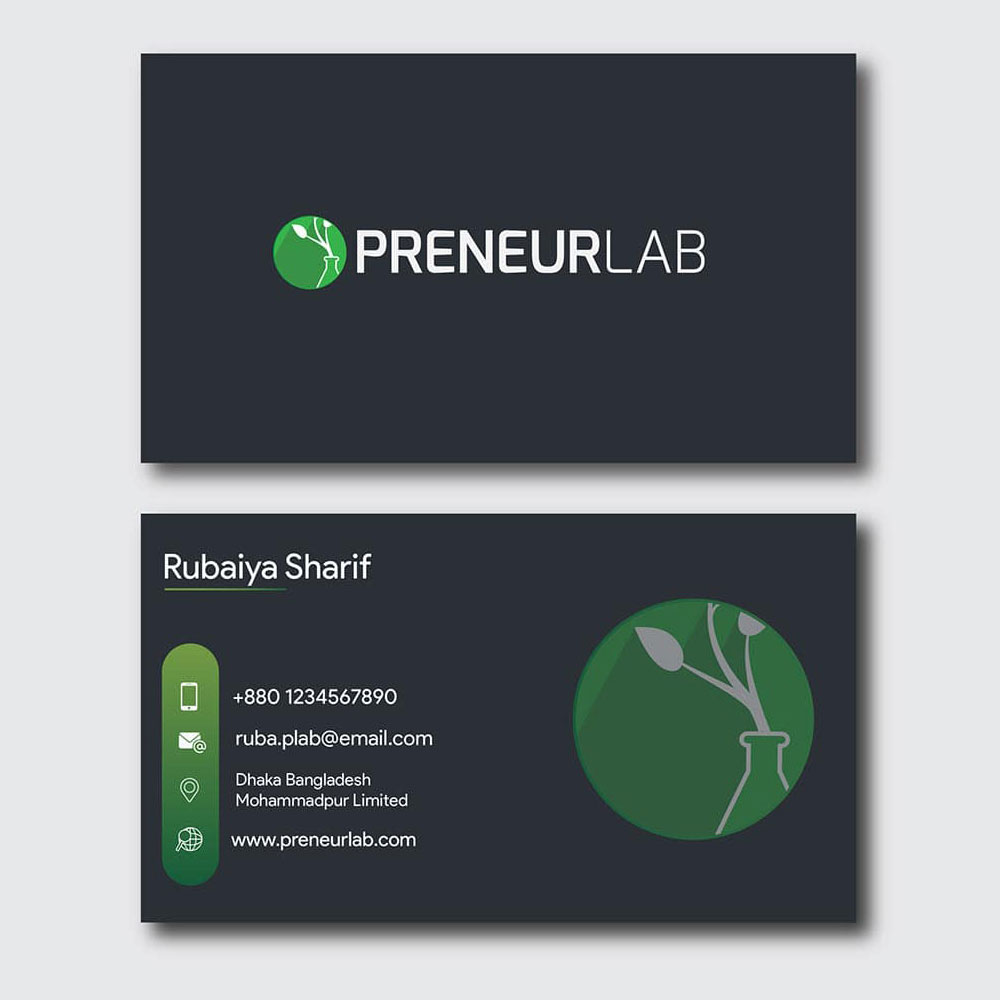 PRENEURLAB
Rubaiya Sharif
+880 1234567890
ruba.plab@email.com
Dhaka Bangladesh
Mohammadpur Limited
www.preneurlab.com